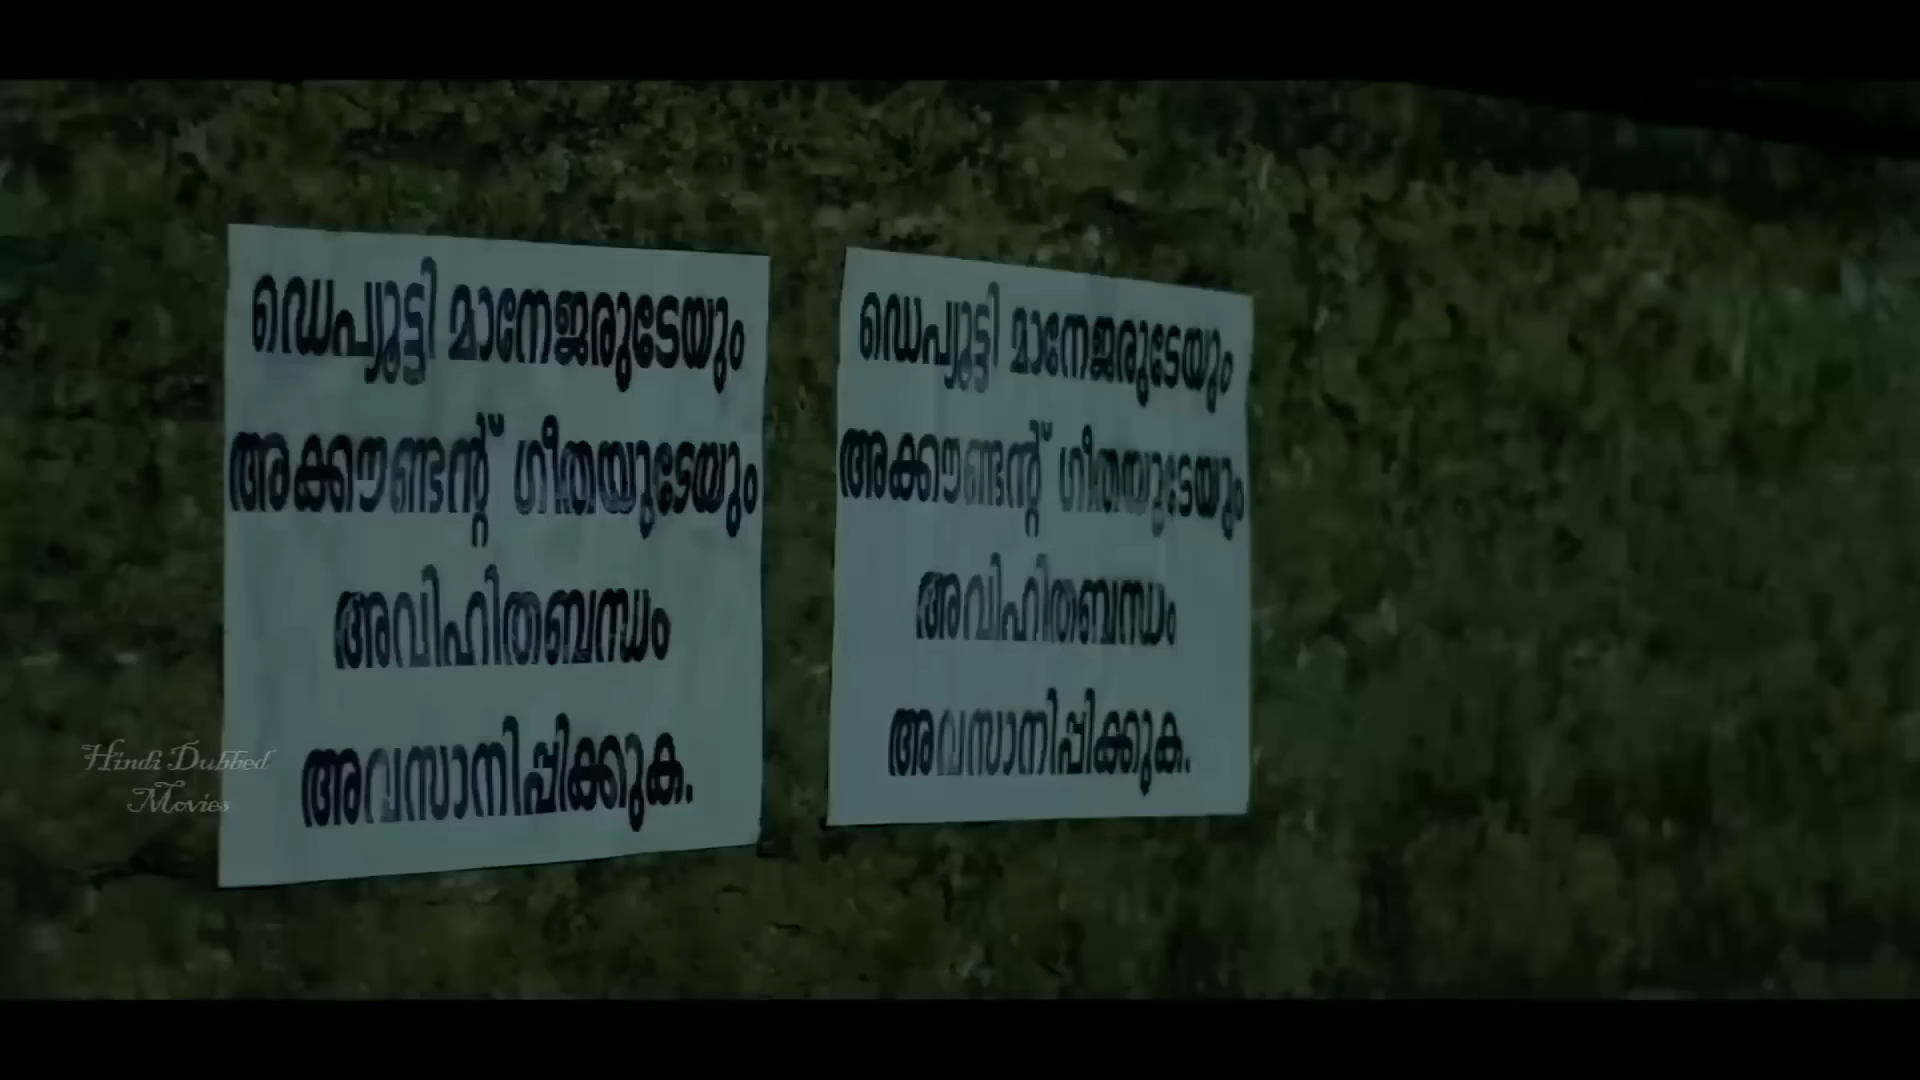 ഡെപ്യൂട്ടി മാനേജരുടേയും
അക്കൗണ്ടന്റ് ഗീതയുടേയും
അവിഹിതബന്ധം
അവസാനിപ്പിക്കുക.
ഡെപ്യൂട്ടി മാനേജരുടേയും
അക്കൗണ്ടന്റ് ഗീതയുടേയും
അവിഹിതബന്ധം
അവസാനിപ്പിക്കുക.
Hindi Dubbed
Movies